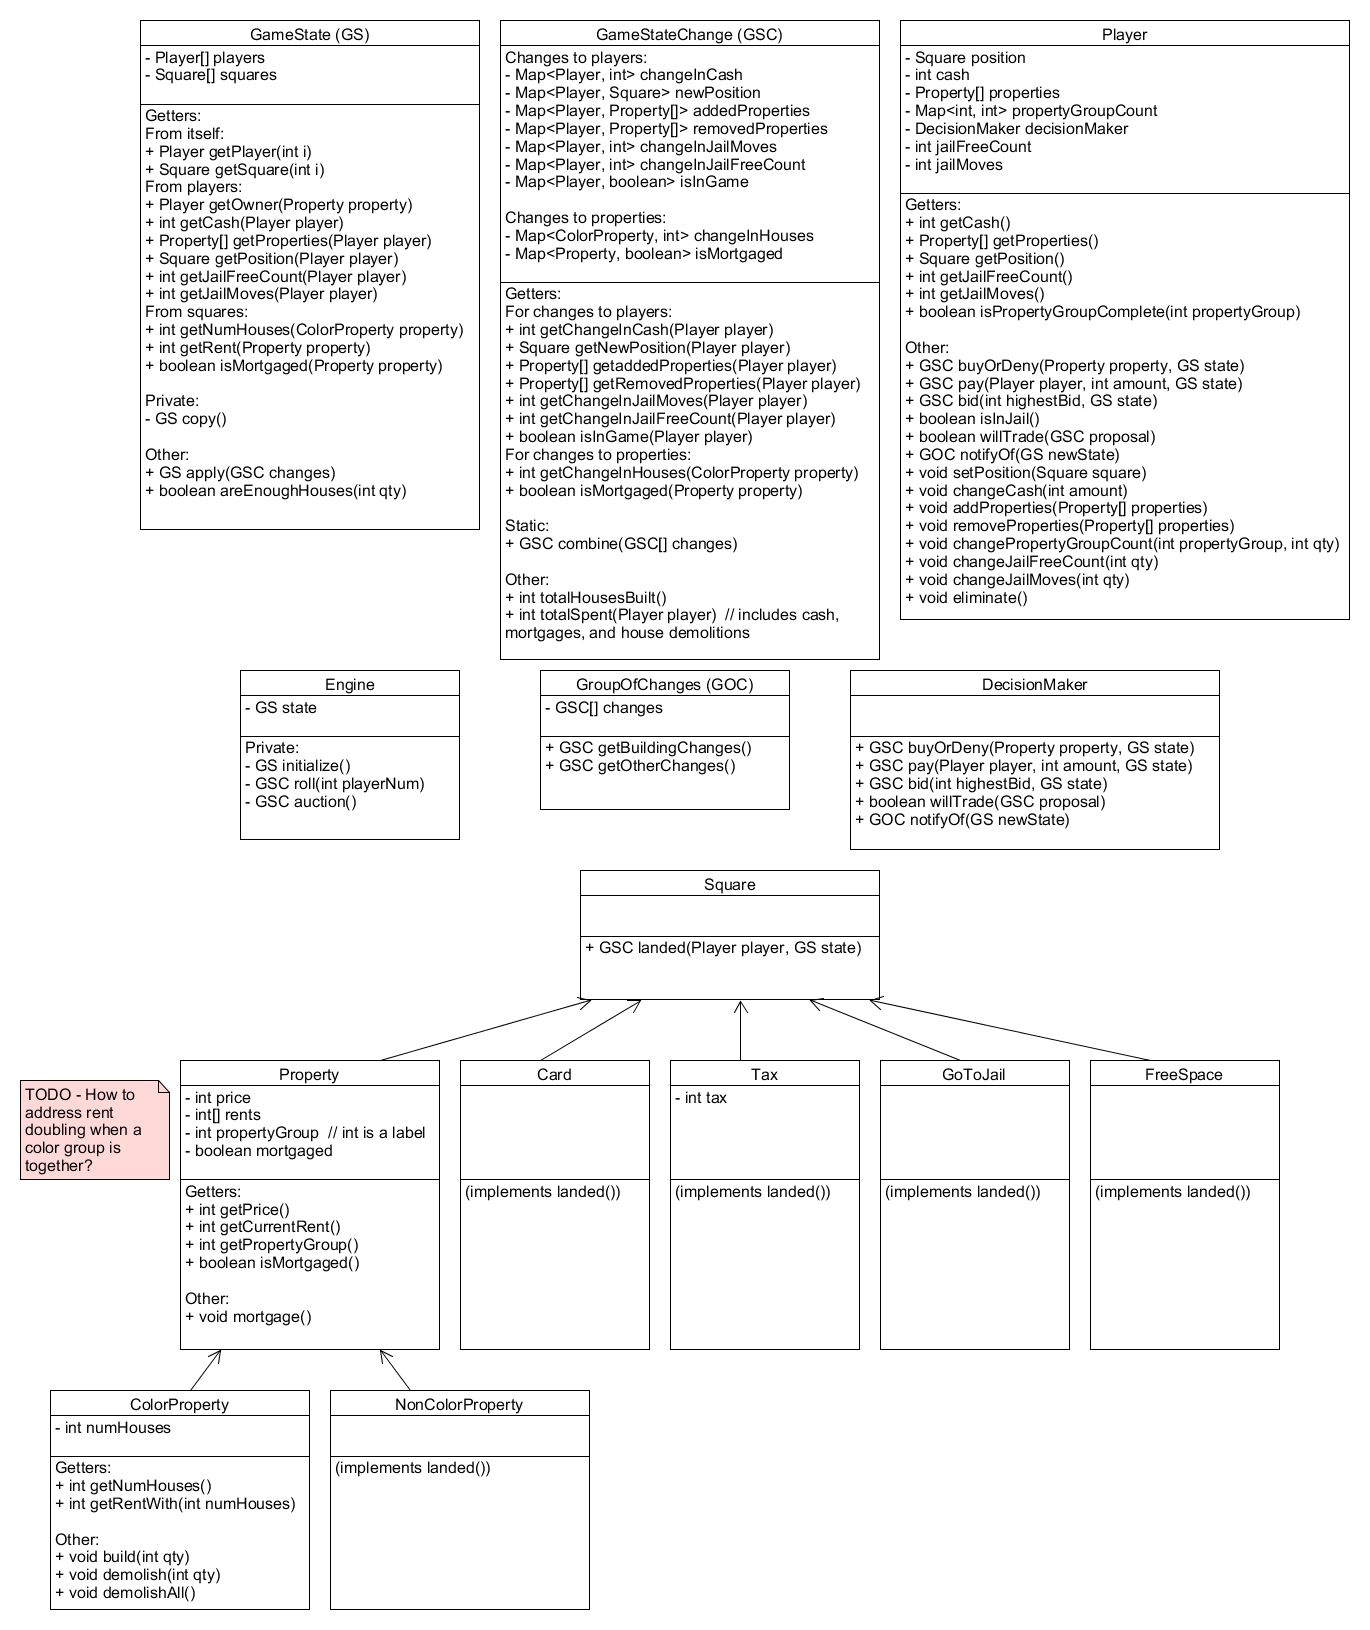 GameState (GS)
- Player[] players
- Square[] squares
Getters:
From itself:
+ Player getPlayer(int i)
+ Square getSquare(int i)
From players:
+ Player getOwner(Property property)
+ int getCash(Player player)
+ Property[] getProperties(Player player)
+ Square getPosition(Player player)
+ int getJailFreeCount(Player player)
+ int getJailMoves(Player player)
From squares:
+ int getNumHouses(ColorProperty property)
+ int getRent(Property property)
+ boolean isMortgaged(Property property)
Private:
- GS copy()
Other:
+ GS apply(GSC changes)
+ boolean areEnoughHouses(int qty)
GameStateChange (GSC)
Changes to players:
- Map<Player, int> changeInCash
- Map<Player, Square> newPosition
- Map<Player, Property[]> addedProperties
- Map<Player, Property[]> removedProperties
- Map<Player, int> changeInJailMoves
- Map<Player, int> changeInJailFreeCount
- Map<Player, boolean> isInGame
Changes to properties:
- Map<ColorProperty, int> changeInHouses
- Map<Property, boolean> isMortgaged
Getters:
For changes to players:
+ int getChangeInCash(Player player)
+ Square getNewPosition(Player player)
+ Property[] getaddedProperties(Player player)
+ Property[] getRemovedProperties(Player player)
+ int getChangeInJailMoves(Player player)
+ int getChangeInJailFreeCount(Player player)
+ boolean isInGame(Player player)
For changes to properties:
+ int getChangeInHouses(ColorProperty property)
+ boolean isMortgaged(Property property)
Static:
+ GSC combine(GSC[] changes)
Other:
+ int totalHousesBuilt()
+ int totalSpent(Player player)  // includes cash,
mortgages, and house demolitions
Player
- Square position
- int cash
- Property[] properties
- Map<int, int> propertyGroupCount
- DecisionMaker decisionMaker
- int jailFreeCount
- int jailMoves
Getters:
+ int getCash()
+ Property[] getProperties()
+ Square getPosition()
+ int getJailFreeCount()
+ int getJailMoves()
+ boolean isPropertyGroupComplete(int propertyGroup)
Other:
+ GSC buyOrDeny(Property property, GS state)
+ GSC pay(Player player, int amount, GS state)
+ GSC bid(int highestBid, GS state)
+ boolean isInJail()
+ boolean willTrade(GSC proposal)
+ GOC notifyOf(GS newState)
+ void setPosition(Square square)
+ void changeCash(int amount)
+ void addProperties(Property[] properties)
+ void removeProperties(Property[] properties)
+ void changePropertyGroupCount(int propertyGroup, int qty)
+ void changeJailFreeCount(int qty)
+ void changeJailMoves(int qty)
+ void eliminate()
Engine
- GS state
Private:
- GS initialize()
- GSC roll(int playerNum)
- GSC auction()
GroupOfChanges (GOC)
- GSC[] changes
+ GSC getBuildingChanges()
+ GSC getOtherChanges()
DecisionMaker
+ GSC buyOrDeny(Property property, GS state)
+ GSC pay(Player player, int amount, GS state)
+ GSC bid(int highestBid, GS state)
+ boolean willTrade(GSC proposal)
+ GOC notifyOf(GS newState)
Square
+ GSC landed(Player player, GS state)
TODO - How to
address rent
doubling when a
color group is
together?
Property
- int price
- int[] rents
- int propertyGroup  // int is a label
- boolean mortgaged
Getters:
+ int getPrice()
+ int getCurrentRent()
+ int getPropertyGroup()
+ boolean isMortgaged()
Other:
+ void mortgage()
Card
(implements landed())
Tax
- int tax
(implements landed())
GoToJail
(implements landed())
FreeSpace
(implements landed())
ColorProperty
- int numHouses
Getters:
+ int getNumHouses()
+ int getRentWith(int numHouses)
Other:
+ void build(int qty)
+ void demolish(int qty)
+ void demolishAll()
NonColorProperty
(implements landed())